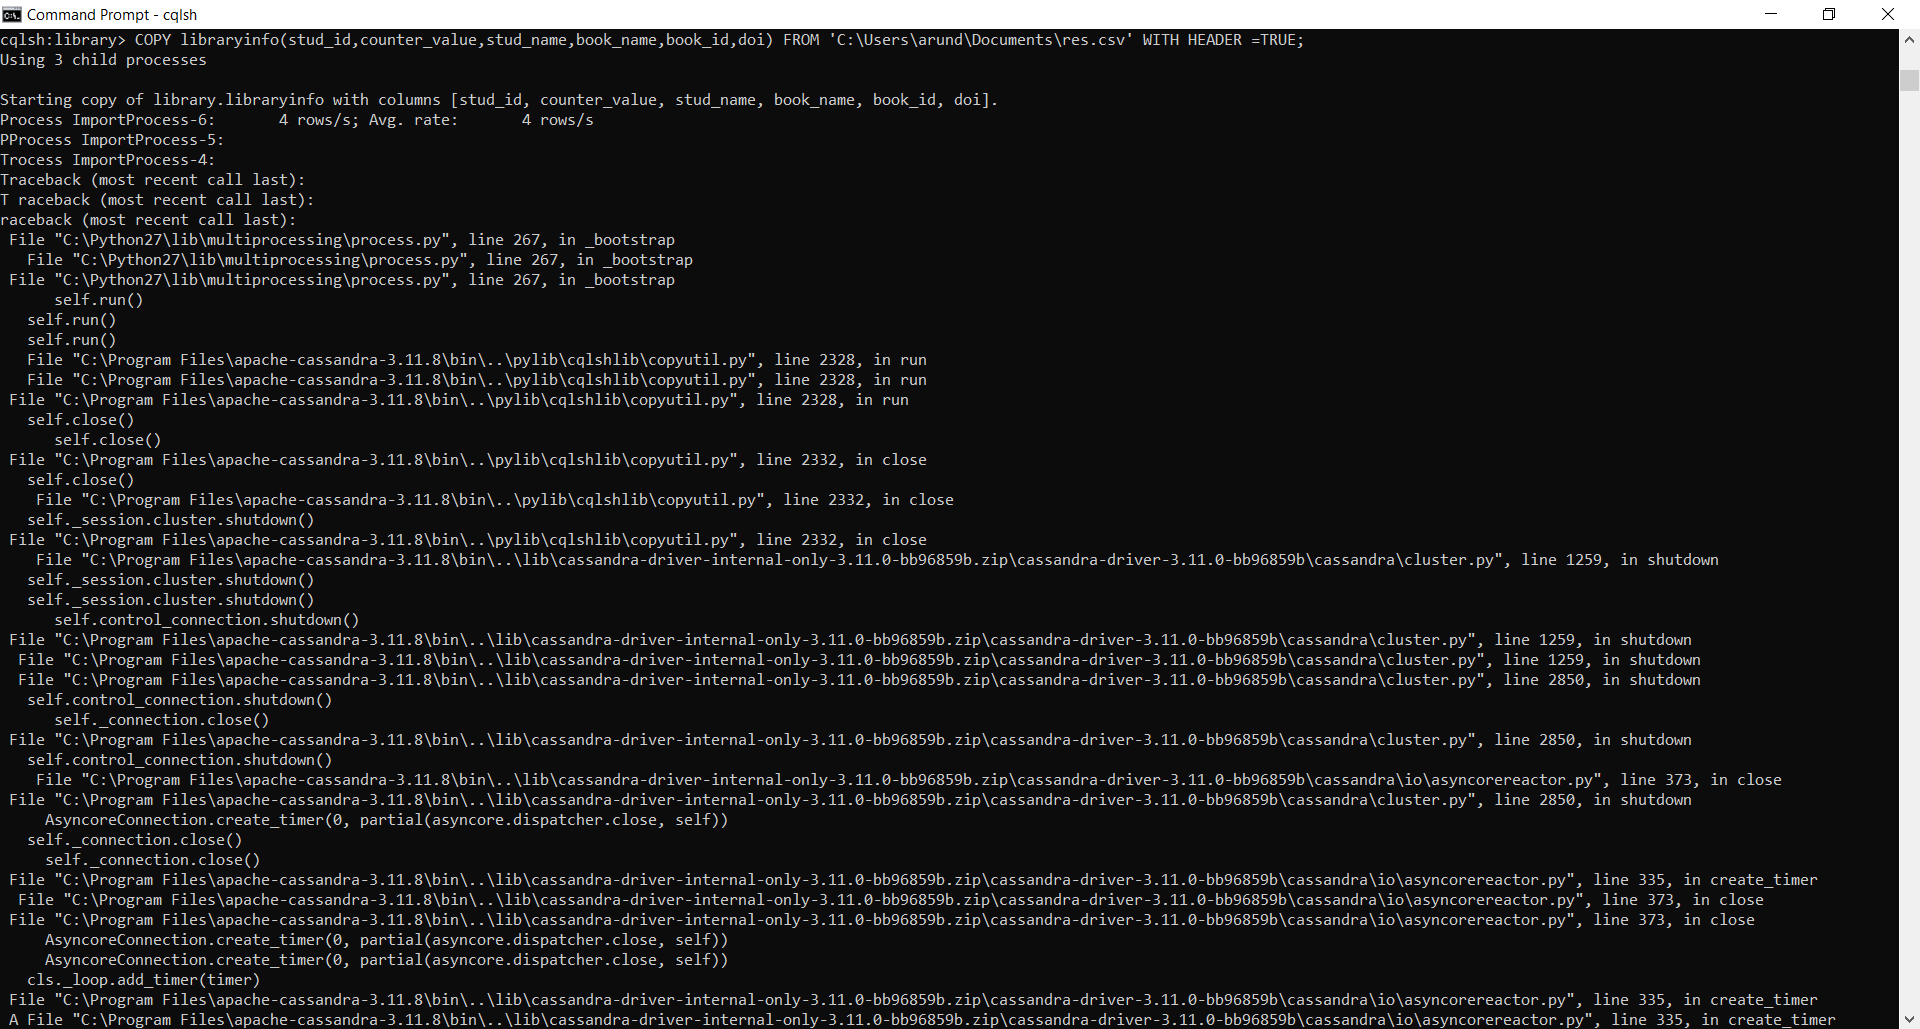 Command Prompt - cqlsh
cqlsh:library> COPY libraryinfo(stud_id,counter_value,stud_name,book_name,book_id,doi) FROM 'C:\Users\arund\Documents\res.csv' WITH HEADER =TRUE;
Using 3 child processes
Starting copy of library.libraryinfo with columns [stud_id, counter_value, stud_name, book_name, book_id, doi].
Process ImportProcess-6:       4 rows/s; Avg. rate:       4 rows/s
PProcess ImportProcess-5:
Trocess ImportProcess-4:
Traceback (most recent call last):
T raceback (most recent call last):
raceback (most recent call last):
 File "C:\Python27\lib\multiprocessing\process.py", line 267, in _bootstrap
   File "C:\Python27\lib\multiprocessing\process.py", line 267, in _bootstrap
 File "C:\Python27\lib\multiprocessing\process.py", line 267, in _bootstrap
      self.run()
   self.run()
   self.run()
   File "C:\Program Files\apache-cassandra-3.11.8\bin\..\pylib\cqlshlib\copyutil.py", line 2328, in run
   File "C:\Program Files\apache-cassandra-3.11.8\bin\..\pylib\cqlshlib\copyutil.py", line 2328, in run
 File "C:\Program Files\apache-cassandra-3.11.8\bin\..\pylib\cqlshlib\copyutil.py", line 2328, in run
   self.close()
      self.close()
 File "C:\Program Files\apache-cassandra-3.11.8\bin\..\pylib\cqlshlib\copyutil.py", line 2332, in close
   self.close()
    File "C:\Program Files\apache-cassandra-3.11.8\bin\..\pylib\cqlshlib\copyutil.py", line 2332, in close
   self._session.cluster.shutdown()
 File "C:\Program Files\apache-cassandra-3.11.8\bin\..\pylib\cqlshlib\copyutil.py", line 2332, in close
    File "C:\Program Files\apache-cassandra-3.11.8\bin\..\lib\cassandra-driver-internal-only-3.11.0-bb96859b.zip\cassandra-driver-3.11.0-bb96859b\cassandra\cluster.py", line 1259, in shutdown
   self._session.cluster.shutdown()
   self._session.cluster.shutdown()
      self.control_connection.shutdown()
 File "C:\Program Files\apache-cassandra-3.11.8\bin\..\lib\cassandra-driver-internal-only-3.11.0-bb96859b.zip\cassandra-driver-3.11.0-bb96859b\cassandra\cluster.py", line 1259, in shutdown
  File "C:\Program Files\apache-cassandra-3.11.8\bin\..\lib\cassandra-driver-internal-only-3.11.0-bb96859b.zip\cassandra-driver-3.11.0-bb96859b\cassandra\cluster.py", line 1259, in shutdown
  File "C:\Program Files\apache-cassandra-3.11.8\bin\..\lib\cassandra-driver-internal-only-3.11.0-bb96859b.zip\cassandra-driver-3.11.0-bb96859b\cassandra\cluster.py", line 2850, in shutdown
   self.control_connection.shutdown()
      self._connection.close()
 File "C:\Program Files\apache-cassandra-3.11.8\bin\..\lib\cassandra-driver-internal-only-3.11.0-bb96859b.zip\cassandra-driver-3.11.0-bb96859b\cassandra\cluster.py", line 2850, in shutdown
   self.control_connection.shutdown()
    File "C:\Program Files\apache-cassandra-3.11.8\bin\..\lib\cassandra-driver-internal-only-3.11.0-bb96859b.zip\cassandra-driver-3.11.0-bb96859b\cassandra\io\asyncorereactor.py", line 373, in close
 File "C:\Program Files\apache-cassandra-3.11.8\bin\..\lib\cassandra-driver-internal-only-3.11.0-bb96859b.zip\cassandra-driver-3.11.0-bb96859b\cassandra\cluster.py", line 2850, in shutdown
     AsyncoreConnection.create_timer(0, partial(asyncore.dispatcher.close, self))
   self._connection.close()
     self._connection.close()
 File "C:\Program Files\apache-cassandra-3.11.8\bin\..\lib\cassandra-driver-internal-only-3.11.0-bb96859b.zip\cassandra-driver-3.11.0-bb96859b\cassandra\io\asyncorereactor.py", line 335, in create_timer
  File "C:\Program Files\apache-cassandra-3.11.8\bin\..\lib\cassandra-driver-internal-only-3.11.0-bb96859b.zip\cassandra-driver-3.11.0-bb96859b\cassandra\io\asyncorereactor.py", line 373, in close
 File "C:\Program Files\apache-cassandra-3.11.8\bin\..\lib\cassandra-driver-internal-only-3.11.0-bb96859b.zip\cassandra-driver-3.11.0-bb96859b\cassandra\io\asyncorereactor.py", line 373, in close
     AsyncoreConnection.create_timer(0, partial(asyncore.dispatcher.close, self))
     AsyncoreConnection.create_timer(0, partial(asyncore.dispatcher.close, self))
   cls._loop.add_timer(timer)
 File "C:\Program Files\apache-cassandra-3.11.8\bin\..\lib\cassandra-driver-internal-only-3.11.0-bb96859b.zip\cassandra-driver-3.11.0-bb96859b\cassandra\io\asyncorereactor.py", line 335, in create_timer
 A File "C:\Program Files\apache-cassandra-3.11.8\bin\..\lib\cassandra-driver-internal-only-3.11.0-bb96859b.zip\cassandra-driver-3.11.0-bb96859b\cassandra\io\asyncorereactor.py", line 335, in create_timer